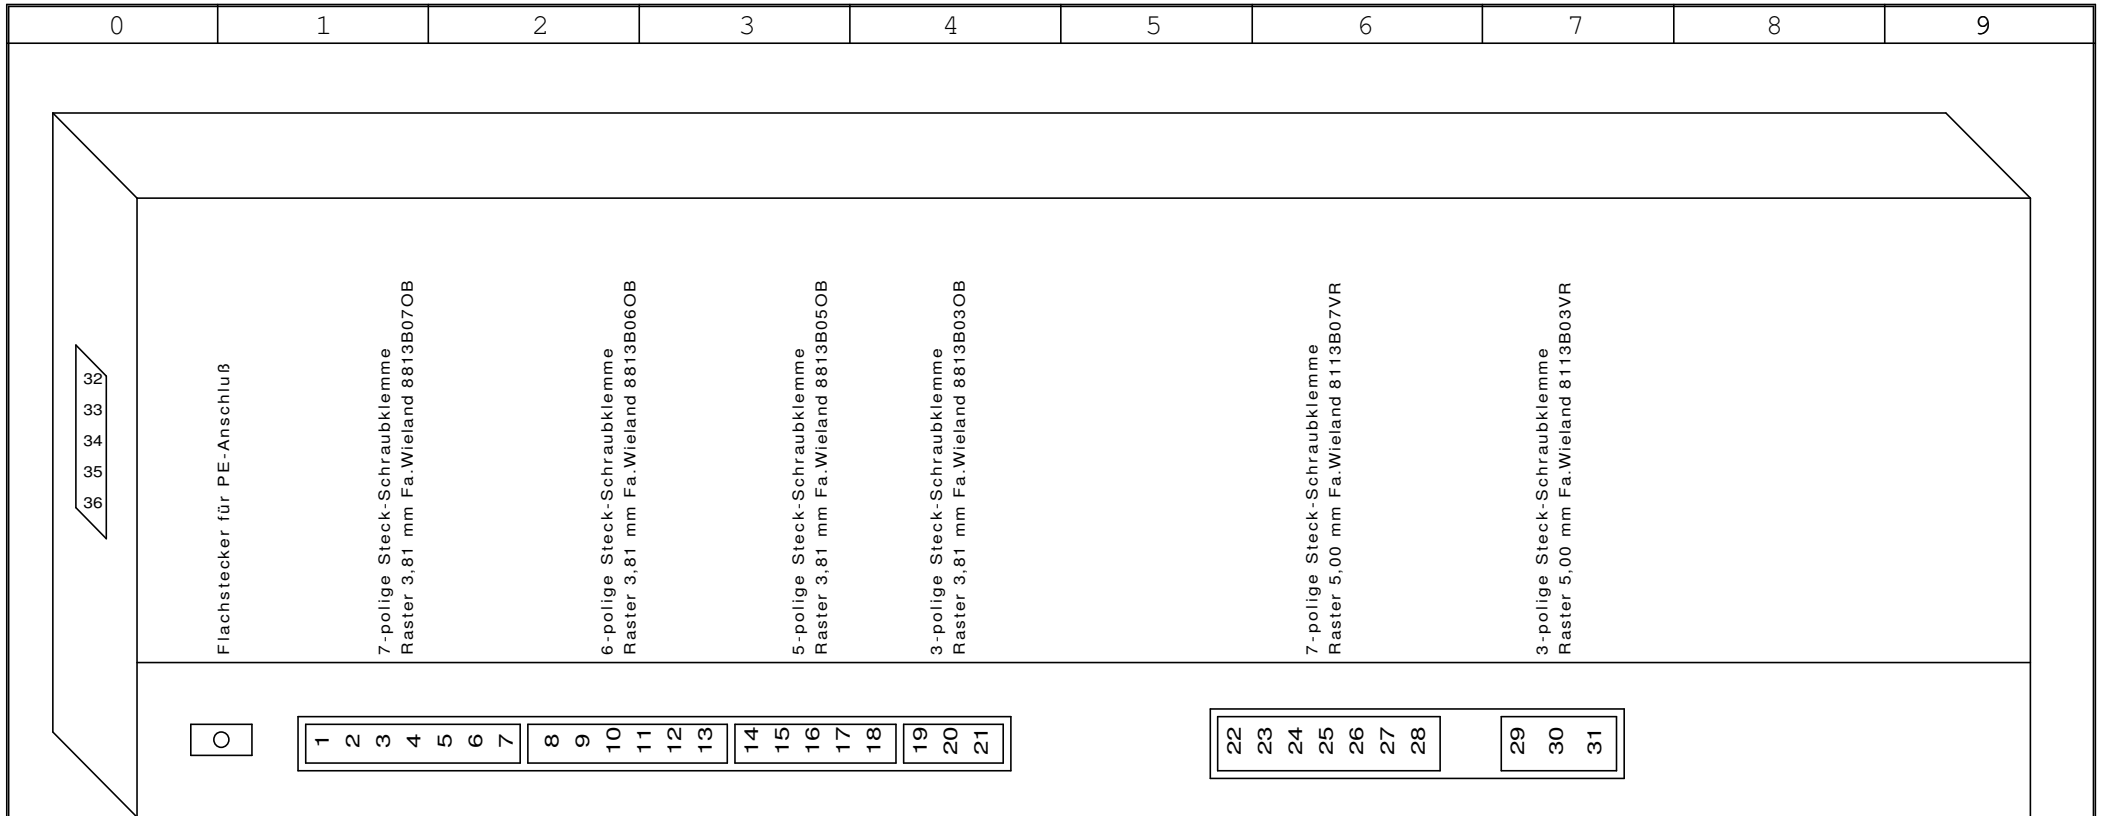 0 1 2 3 4 5 6 7 8 9
32
33
34
35
36
Flachstecker für PE-Anschluß
7-polige Steck-Schraubklemme
Raster 3,81 mm Fa.Wieland 8813B07OB
6-polige Steck-Schraubklemme
Raster 3,81 mm Fa.Wieland 8813B06OB
5-polige Steck-Schraubklemme
Raster 3,81 mm Fa.Wieland 8813B05OB
3-polige Steck-Schraubklemme
Raster 3,81 mm Fa.Wieland 8813B03OB
7-polige Steck-Schraubklemme
Raster 5,00 mm Fa.Wieland 8113B07VR
3-polige Steck-Schraubklemme
Raster 5,00 mm Fa.Wieland 8113B03VR
1 2 3 4 5 6 7 8 9 10 11 12 13 14 15 16 17 18 19 20 21 22 23 24 25 26 27 28 29 30 31